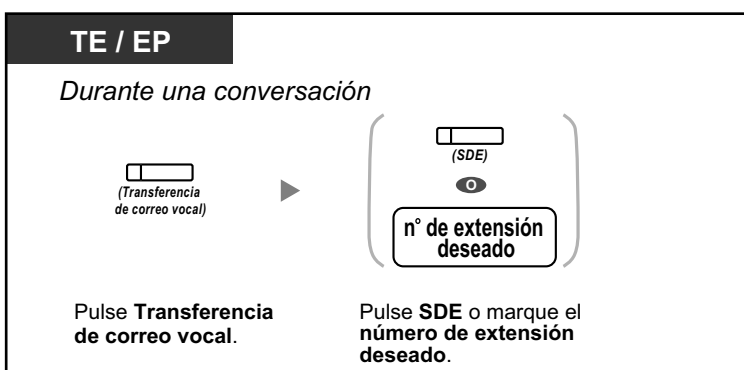 TE / EP
Durante una conversación
(Transferencia
de correo vocal)
(SDE)
O
n° de extensión
deseado
Pulse Transferencia
de correo vocal.
Pulse SDE o marque el
número de extensión
deseado.